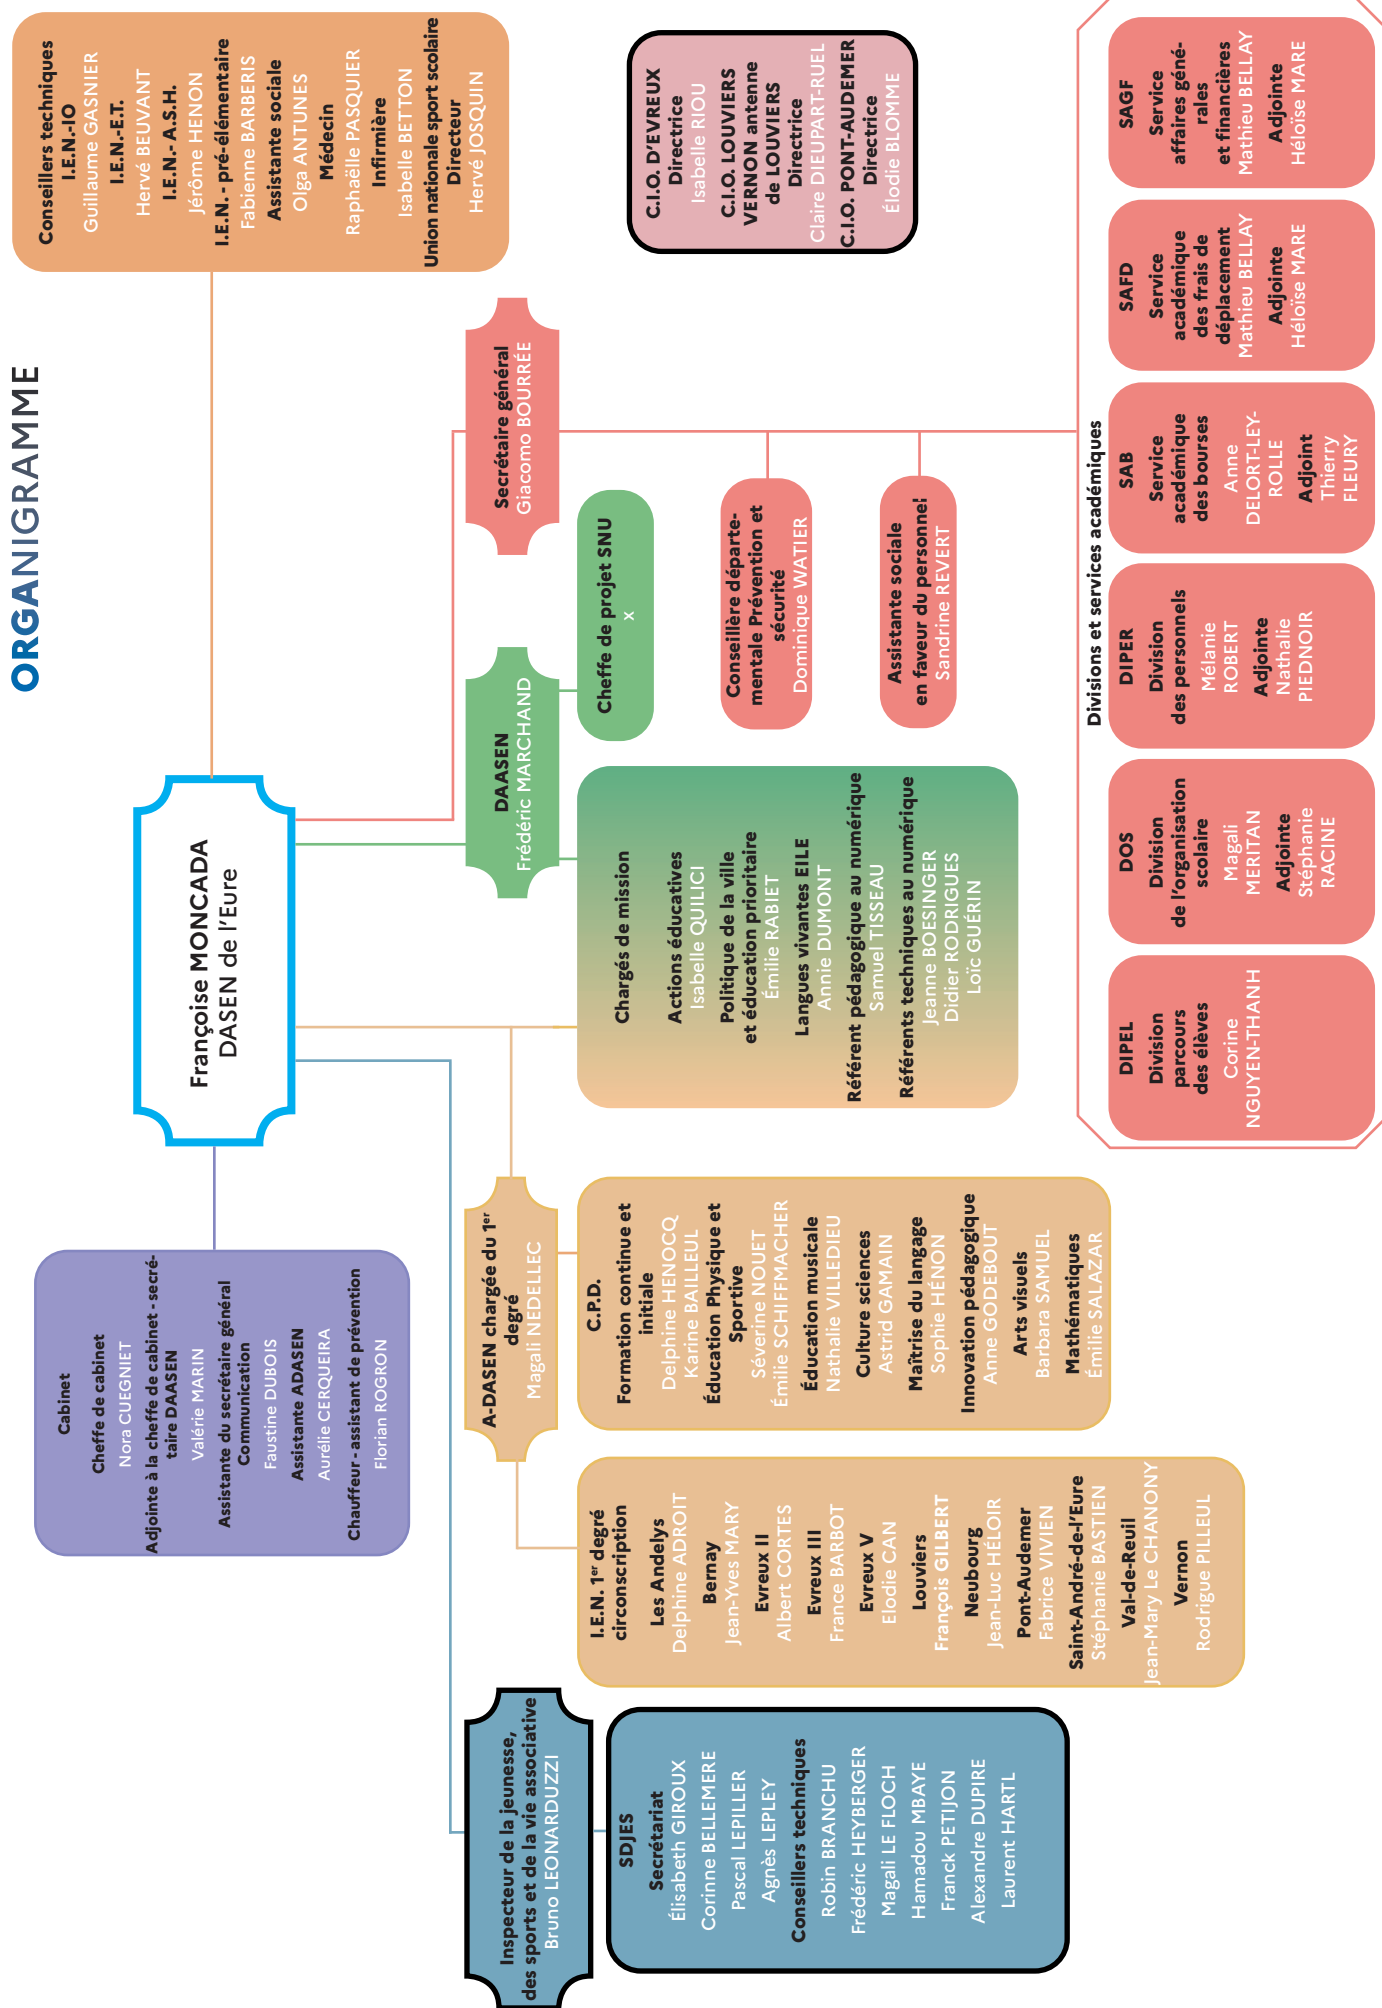 ORGANIGRAMME
Françoise MONCADA
DASEN de l'Eure
Cabinet
Cheffe de cabinet
Nora CUEGNIET
Adjointe à la cheffe de cabinet - secré-
taire DAASEN
Valérie MARIN
Assistante du secrétaire général
Communication
Faustine DUBOIS
Assistante ADASEN
Aurélie CERQUEIRA
Chauffeur - assistant de prévention
Florian ROGRON
Conseillers techniques
I.E.N.-IO
Guillaume GASNIER
I.E.N.-E.T.
Hervé BEUVANT
I.E.N.- A.S.H.
Jérôme HENON
I.E.N. - pré-élémentaire
Fabienne BARBERIS
Assistante sociale
Olga ANTUNES
Médecin
Raphaëlle PASQUIER
Infirmière
Isabelle BETTON
Union nationale sport scolaire
Directeur
Hervé JOSQUIN
Inspecteur de la jeunesse,
des sports et de la vie associative
Bruno LEONARDUZZI
SDJES
Secrétariat
Élisabeth GIROUX
Corinne BELLEMERE
Pascal LEPILLER
Agnès LEPLEY
Conseillers techniques
Robin BRANCHU
Frédéric HEYBERGER
Magali LE FLOCH
Hamadou MBAYE
Franck PETIJON
Alexandre DUPIRE
Laurent HARTL
A-DASEN chargée du 1er
degré
Magali NEDELLEC
I.E.N. 1er degré
circonscription
Les Andelys
Delphine ADROIT
Bernay
Jean-Yves MARY
Evreux II
Albert CORTES
Evreux III
France BARBOT
Evreux V
Elodie CAN
Louviers
François GILBERT
Neubourg
Jean-Luc HÉLOIR
Pont-Audemer
Fabrice VIVIEN
Saint-André-de-l'Eure
Stéphanie BASTIEN
Val-de-Reuil
Jean-Mary Le CHANONY
Vernon
Rodrigue PILLEUL
C.P.D.
Formation continue et
initiale
Delphine HENOCQ
Karine BAILLEUL
Éducation Physique et
Sportive
Séverine NOUET
Émilie SCHIFFMACHER
Éducation musicale
Nathalie VILLEDIEU
Culture sciences
Astrid GAMAIN
Maîtrise du langage
Sophie HÉNON
Innovation pédagogique
Anne GODEBOUT
Arts visuels
Barbara SAMUEL
Mathématiques
Émilie SALAZAR
DAASEN
Frédéric MARCHAND
Chargés de mission
Actions éducatives
Isabelle QUILICI
Politique de la ville
et éducation prioritaire
Émilie RABIET
Langues vivantes EILE
Annie DUMONT
Référent pédagogique au numérique
Samuel TISSEAU
Référents techniques au numérique
Jeanne BOESINGER
Didier RODRIGUES
Loïc GUÉRIN
Cheffe de projet SNU
x
Secrétaire général
Giacomo BOURRÉE
Conseillère départe-
mentale Prévention et
sécurité
Dominique WATIER
Assistante sociale
en faveur du personnel
Sandrine REVERT
C.I.O. D'EVREUX
Directrice
Isabelle RIOU
C.I.O. LOUVIERS
VERNON antenne
de LOUVIERS
Directrice
Claire DIEUPART-RUEL
C.I.O. PONT-AUDEMER
Directrice
Élodie BLOMME
Divisions et services académiques
DIPEL
Division
parcours
des élèves
Corine
NGUYEN-THANH
DOS
Division
de l'organisation
scolaire
Magali
MERITAN
Adjointe
Stéphanie
RACINE
DIPER
Division
des personnels
Mélanie
ROBERT
Adjointe
Nathalie
PIEDNOIR
SAB
Service
académique
des bourses
Anne
DELORT-LEY-
ROLLE
Adjoint
Thierry
FLEURY
SAFD
Service
académique
des frais de
déplacement
Mathieu BELLAY
Adjointe
Héloïse MARE
SAGF
Service
affaires géné-
rales
et financières
Mathieu BELLAY
Adjointe
Héloïse MARE